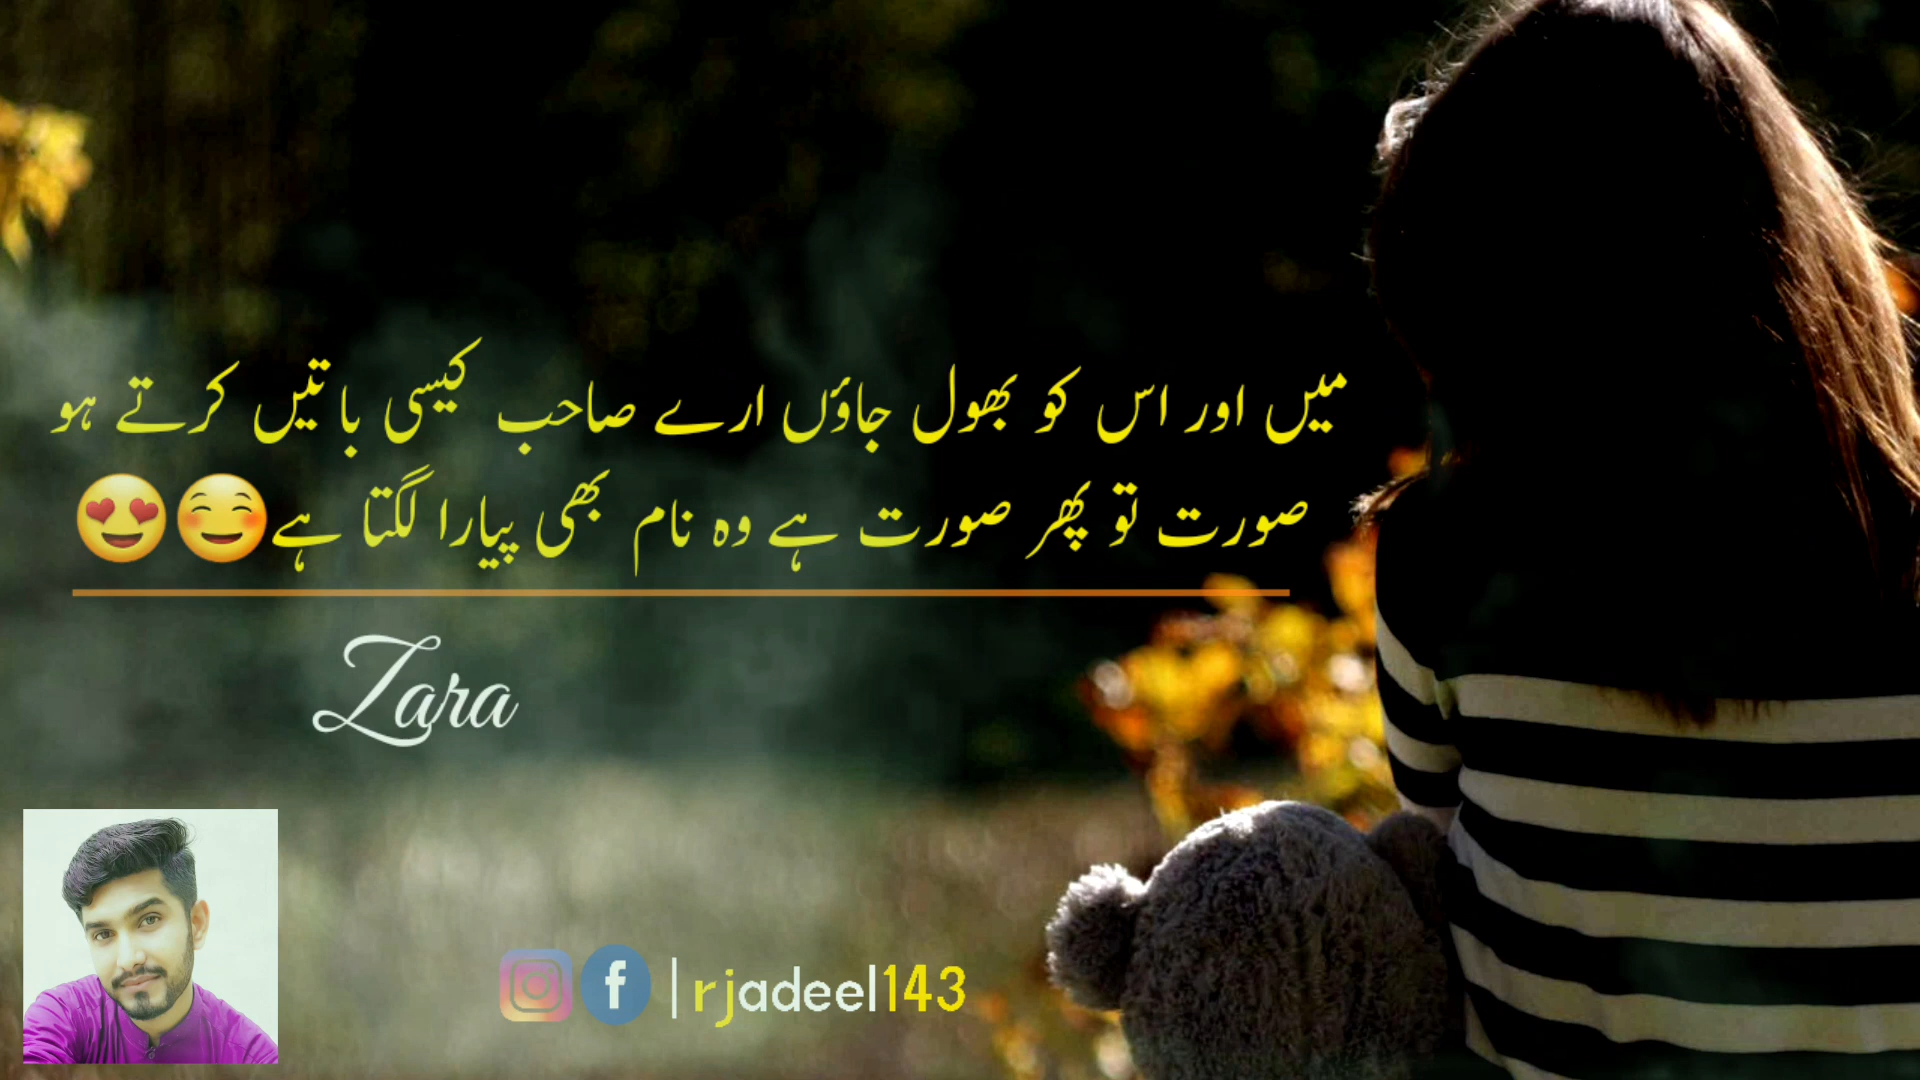 میں اور اس کو بھول جاؤں ارے صاحب کیسی باتیں کرتے ہو
صورت تو پھر صورت ہے وہ نام بھی پیارا لگتا ہے😊😍
Zara
|rjadeel143